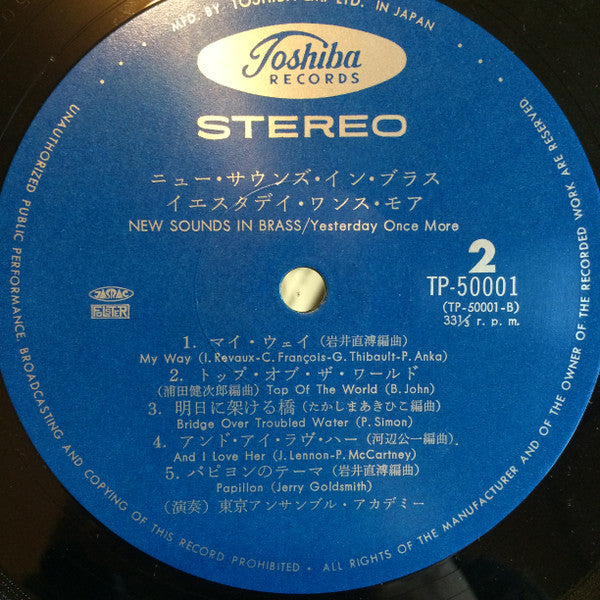 MFD. BY TOSHIBA EMI LTD. IN JAPAN
Toshiba
RECORDS
STEREO
ニュー・サウンズ・イン・ブラス
イエスタデイ・ワンス・モア
NEW SOUNDS IN BRASS/Yesterday Once More
2
TP-50001
(TP-50001-B)
33⅓ r. p. m.
JASRAC
FOLSTER
1. マイ・ウェイ（岩井直溥編曲）
My Way (I. Revaux-C. François-G. Thibault-P. Anka)
2. トップ・オブ・ザ・ワールド
（浦田健次郎編曲）Top Of The World (B. John)
3. 明日に架ける橋（たかしまあきひこ編曲）
Bridge Over Troubled Water (P. Simon)
4. アンド・アイ・ラヴ・ハー（河辺公一編曲）.
And I Love Her (J. Lennon-P. McCartney)
5. パピヨンのテーマ（岩井直溥編曲）
Papillon (Jerry Goldsmith)
（演奏）東京アンサンブル・アカデミー
UNAUTHORIZED PUBLIC PERFORMANCE, BROADCASTING AND COPYING OF THIS RECORD PROHIBITED • ALL RIGHTS OF THE MANUFACTURER AND OF THE OWNER OF THE RECORDED WORK ARE RESERVED